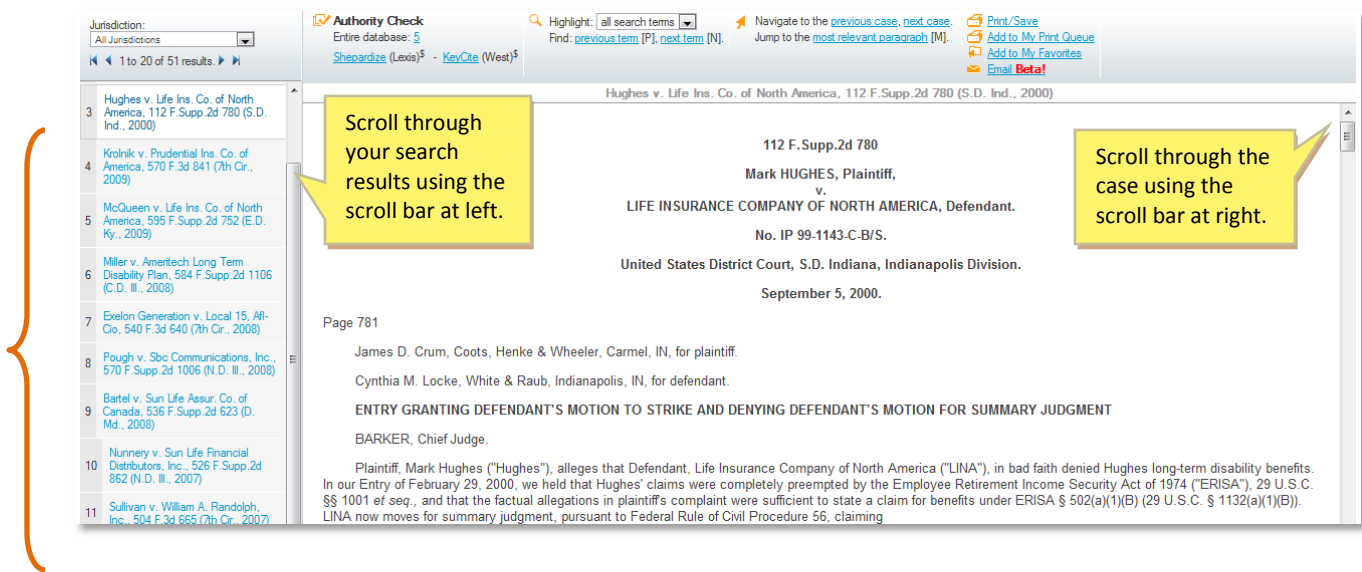 Jurisdiction:
All Jurisdictions
1 to 20 of 51 results.
Authority Check
Entire database: 5
Shepardize (Lexis)$ - KeyCite (West)$
Highlight: all search terms
Find: previous term [P], next term [N].
Navigate to the previous case, next case.
Jump to the most relevant paragraph [M].
Print/Save
Add to My Print Queue
Add to My Favorites
Email Beta!
3 Hughes v. Life Ins. Co. of North
America, 112 F.Supp.2d 780 (S.D.
Ind., 2000)
4 Krolnik v. Prudential Ins. Co. of
America, 570 F.3d 841 (7th Cir.,
2009)
5 McQueen v. Life Ins. Co. of North
America, 595 F.Supp.2d 752 (E.D.
Ky., 2009)
6 Miller v. Ameritech Long Term
Disability Plan, 584 F.Supp.2d 1106
(C.D. Ill., 2008)
7 Exelon Generation v. Local 15, Afl-
Cio, 540 F.3d 640 (7th Cir., 2008)
8 Pough v. Sbc Communications, Inc.,
570 F.Supp.2d 1006 (N.D. Ill., 2008)
9 Bartel v. Sun Life Assur. Co. of
Canada, 536 F.Supp.2d 623 (D.
Md., 2008)
10 Nunnery v. Sun Life Financial
Distributors, Inc., 526 F.Supp.2d
862 (N.D. Ill., 2007)
11 Sullivan v. William A. Randolph,
Inc., 504 F.3d 665 (7th Cir., 2007)
Scroll through
your search
results using the
scroll bar at left.
Hughes v. Life Ins. Co. of North America, 112 F.Supp.2d 780 (S.D. Ind., 2000)
112 F.Supp.2d 780
Mark HUGHES, Plaintiff,
v.
LIFE INSURANCE COMPANY OF NORTH AMERICA, Defendant.
No. IP 99-1143-C-B/S.
United States District Court, S.D. Indiana, Indianapolis Division.
September 5, 2000.
Scroll through the
case using the
scroll bar at right.
Page 781
James D. Crum, Coots, Henke & Wheeler, Carmel, IN, for plaintiff.
Cynthia M. Locke, White & Raub, Indianapolis, IN, for defendant.
ENTRY GRANTING DEFENDANT'S MOTION TO STRIKE AND DENYING DEFENDANT'S MOTION FOR SUMMARY JUDGMENT
BARKER, Chief Judge.
Plaintiff, Mark Hughes ("Hughes"), alleges that Defendant, Life Insurance Company of North America ("LINA"), in bad faith denied Hughes long-term disability benefits.
In our Entry of February 29, 2000, we held that Hughes' claims were completely preempted by the Employee Retirement Income Security Act of 1974 ("ERISA"), 29 U.S.C.
§§ 1001 et seq., and that the factual allegations in plaintiff's complaint were sufficient to state a claim for benefits under ERISA § 502(a)(1)(B) (29 U.S.C. § 1132(a)(1)(B)).
LINA now moves for summary judgment, pursuant to Federal Rule of Civil Procedure 56, claiming